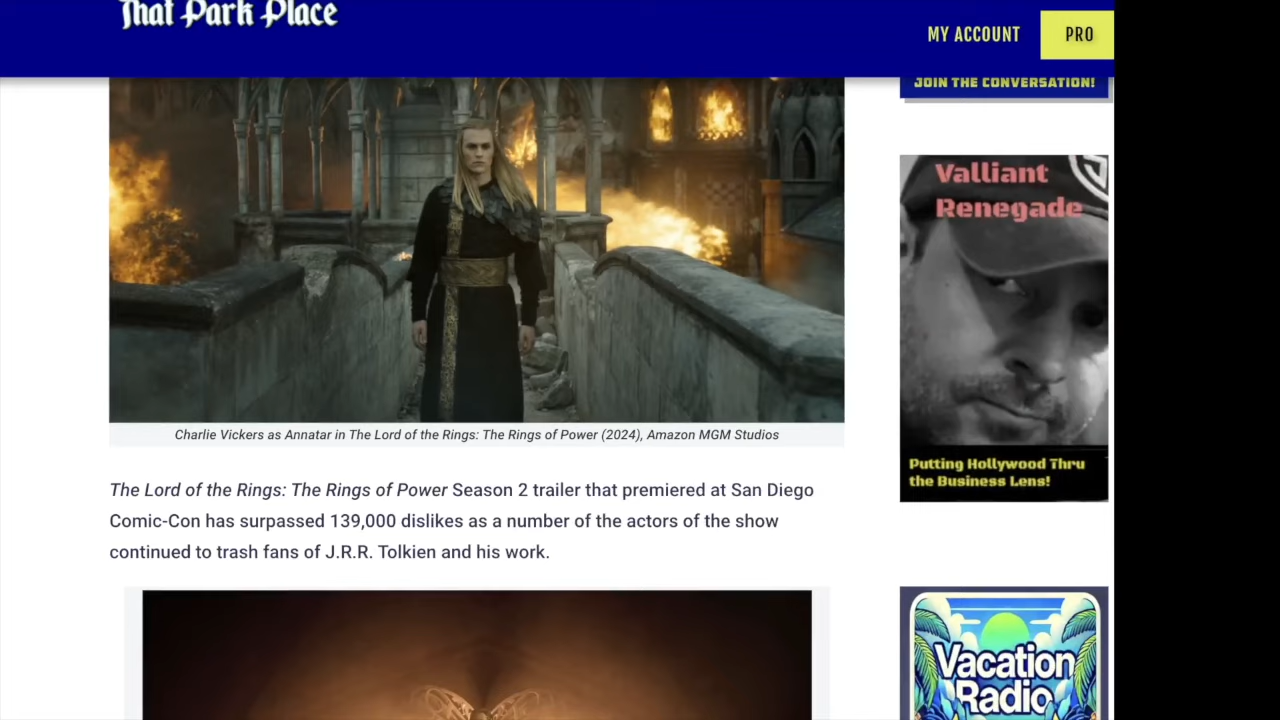 That Park Place
MY ACCOUNT
PRO
JOIN THE CONVERSATION!
Valliant
Renegade
Putting Hollywood Thru
the Business Lens!
Charlie Vickers as Annatar in The Lord of the Rings: The Rings of Power (2024), Amazon MGM Studios
The Lord of the Rings: The Rings of Power Season 2 trailer that premiered at San Diego
Comic-Con has surpassed 139,000 dislikes as a number of the actors of the show
continued to trash fans of J.R.R. Tolkien and his work.
Vacation
Radio